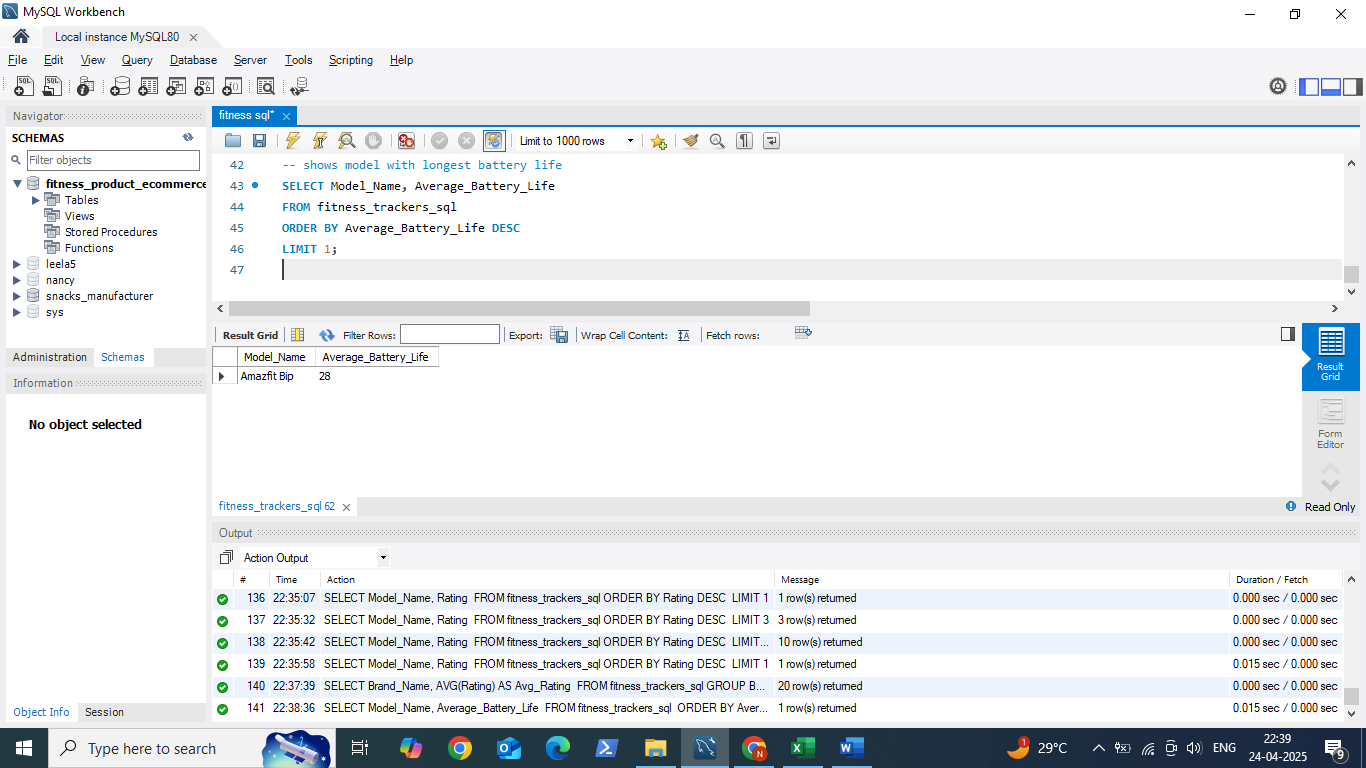 MySQL Workbench
Local instance MySQL80
File Edit View Query Database Server Tools Scripting Help
Navigator
SCHEMAS
Filter objects
fitness_product_ecommerce
Tables
Views
Stored Procedures
Functions
leela5
nancy
snacks_manufacturer
sys
Administration Schemas
Information
No object selected
Object Info Session
fitness sql*
Limit to 1000 rows
42 -- shows model with longest battery life
43 SELECT Model_Name, Average_Battery_Life
44 FROM fitness_trackers_sql
45 ORDER BY Average_Battery_Life DESC
46 LIMIT 1;
47
Result Grid Filter Rows: Export: Wrap Cell Content: Fetch rows:
Model_Name Average_Battery_Life
Amazfit Bip 28
Result Grid
Form Editor
fitness_trackers_sql 62 Read Only
Output
Action Output
# Time Action Message Duration / Fetch
136 22:35:07 SELECT Model_Name, Rating FROM fitness_trackers_sql ORDER BY Rating DESC LIMIT 1 1 row(s) returned 0.000 sec / 0.000 sec
137 22:35:32 SELECT Model_Name, Rating FROM fitness_trackers_sql ORDER BY Rating DESC LIMIT 3 3 row(s) returned 0.000 sec / 0.000 sec
138 22:35:42 SELECT Model_Name, Rating FROM fitness_trackers_sql ORDER BY Rating DESC LIMIT... 10 row(s) returned 0.000 sec / 0.000 sec
139 22:35:58 SELECT Model_Name, Rating FROM fitness_trackers_sql ORDER BY Rating DESC LIMIT 1 1 row(s) returned 0.015 sec / 0.000 sec
140 22:37:39 SELECT Brand_Name, AVG(Rating) AS Avg_Rating FROM fitness_trackers_sql GROUP B... 20 row(s) returned 0.000 sec / 0.000 sec
141 22:38:36 SELECT Model_Name, Average_Battery_Life FROM fitness_trackers_sql ORDER BY Aver... 1 row(s) returned 0.015 sec / 0.000 sec
Type here to search
29°C
ENG
22:39
24-04-2025
9